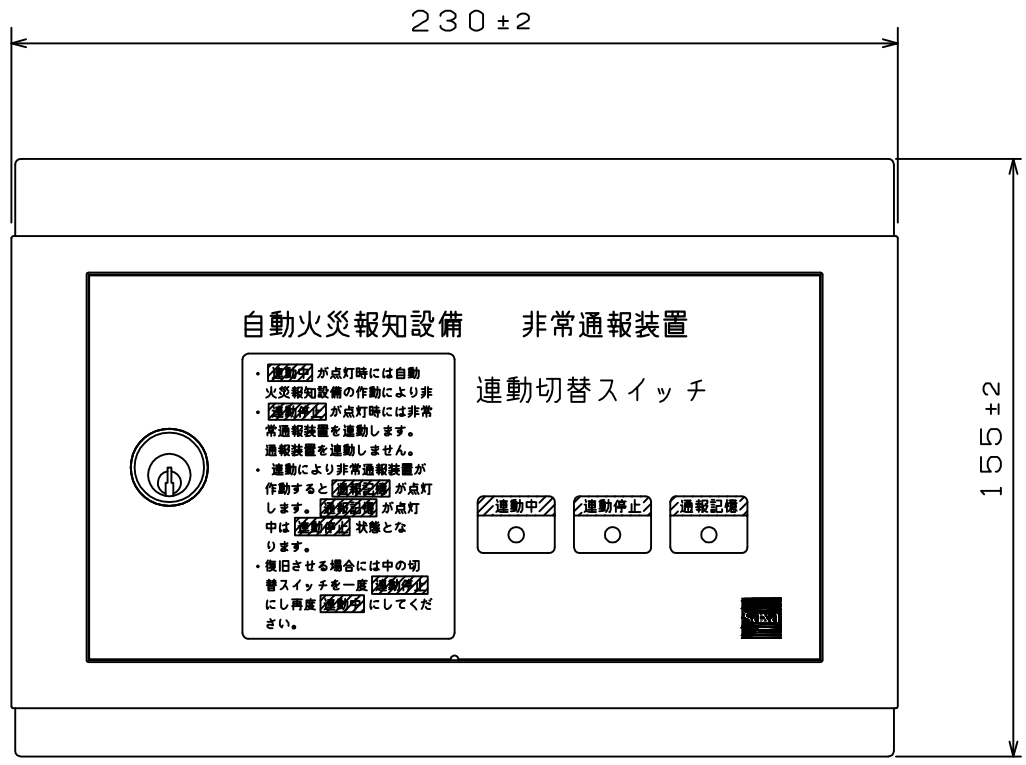 230±2
自動火災報知設備 非常通報装置
連動切替スイッチ
・連動中が点灯時には自動
火災報知設備の作動により非
・連動停止が点灯時には非常
常通報装置を連動します。
通報装置を連動しません。
・連動により非常通報装置が
作動すると通報記憶が点灯
します。通報記憶が点灯
中は連動停止状態とな
ります。
・復旧させる場合には中の切
替スイッチを一度連動停止
にし再度連動中にしてくだ
さい。
連動中 連動停止 通報記憶
saxa
155±2